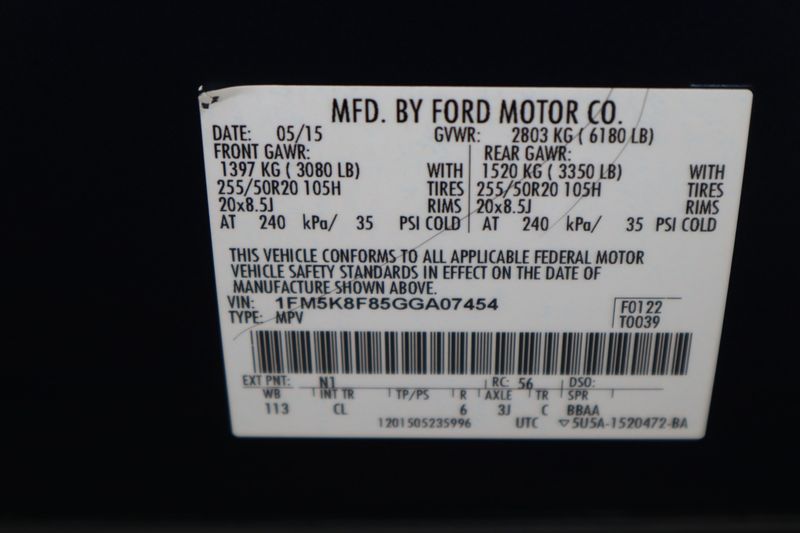 MFD. BY FORD MOTOR CO.
DATE: 05/15 GVWR: 2803 KG ( 6180 LB)
FRONT GAWR: REAR GAWR:
1397 KG ( 3080 LB) WITH 1520 KG ( 3350 LB) WITH
255/50R20 105H TIRES 255/50R20 105H TIRES
20x8.5J RIMS 20x8.5J RIMS
AT 240 kPa/ 35 PSI COLD AT 240 kPa/ 35 PSI COLD
THIS VEHICLE CONFORMS TO ALL APPLICABLE FEDERAL MOTOR
VEHICLE SAFETY STANDARDS IN EFFECT ON THE DATE OF
MANUFACTURE SHOWN ABOVE.
VIN: 1FM5K8F85GGA07454 F0122
TYPE: MPV T0039
EXT PNT: N1 RC: 56 DSO:
WB INT TR TP/PS R AXLE TR SPR
113 CL 6 3J C BBAA
1201505235996 UTC ▽5U5A-1520472-BA